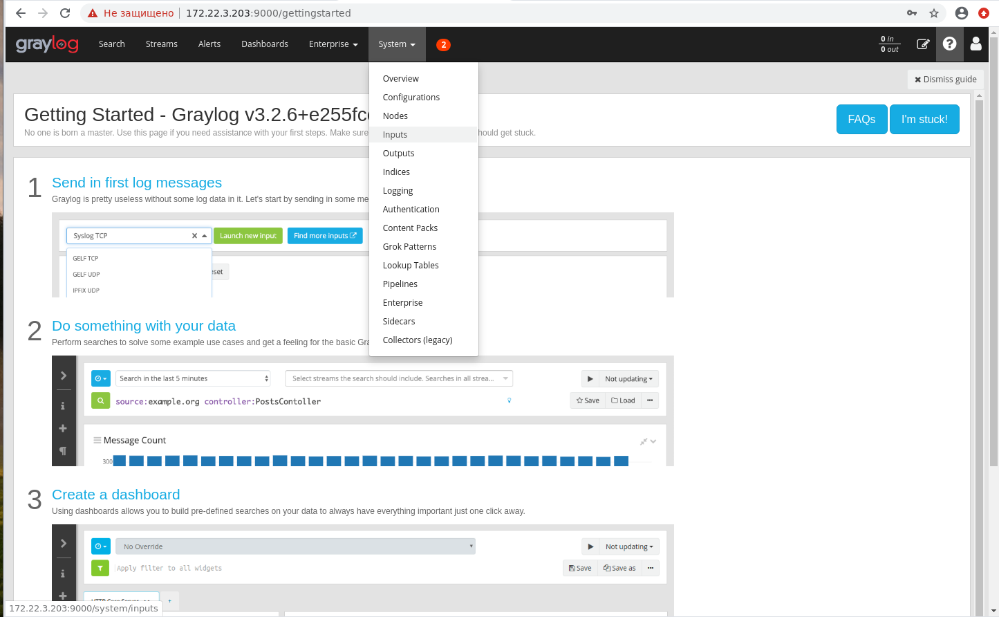 Не защищено 172.22.3.203:9000/gettingstarted
graylog Search Streams Alerts Dashboards Enterprise System 2 0 in
0 out
Dismiss guide
Overview
Configurations
Nodes
Inputs
Outputs
Indices
Logging
Authentication
Content Packs
Grok Patterns
Lookup Tables
Pipelines
Enterprise
Sidecars
Collectors (legacy)
Getting Started - Graylog v3.2.6+e255fc
No one is born a master. Use this page if you need assistance with your first steps. Make sure hould get stuck.
FAQs I'm stuck!
1 Send in first log messages
Graylog is pretty useless without some log data in it. Let's start by sending in some me
Syslog TCP Launch new input Find more inputs
GELF TCP
eset
GELF UDP
IPFIX UDP
2 Do something with your data
Perform searches to solve some example use cases and get a feeling for the basic Gra
Search in the last 5 minutes Select streams the search should include. Searches in all strea... Not updating
source:example.org controller:PostsContoller Save Load
Message Count
300
3 Create a dashboard
Using dashboards allows you to build pre-defined searches on your data to always have everything important just one click away.
No Override Not updating
Apply filter to all widgets Save Save as
172.22.3.203:9000/system/inputs